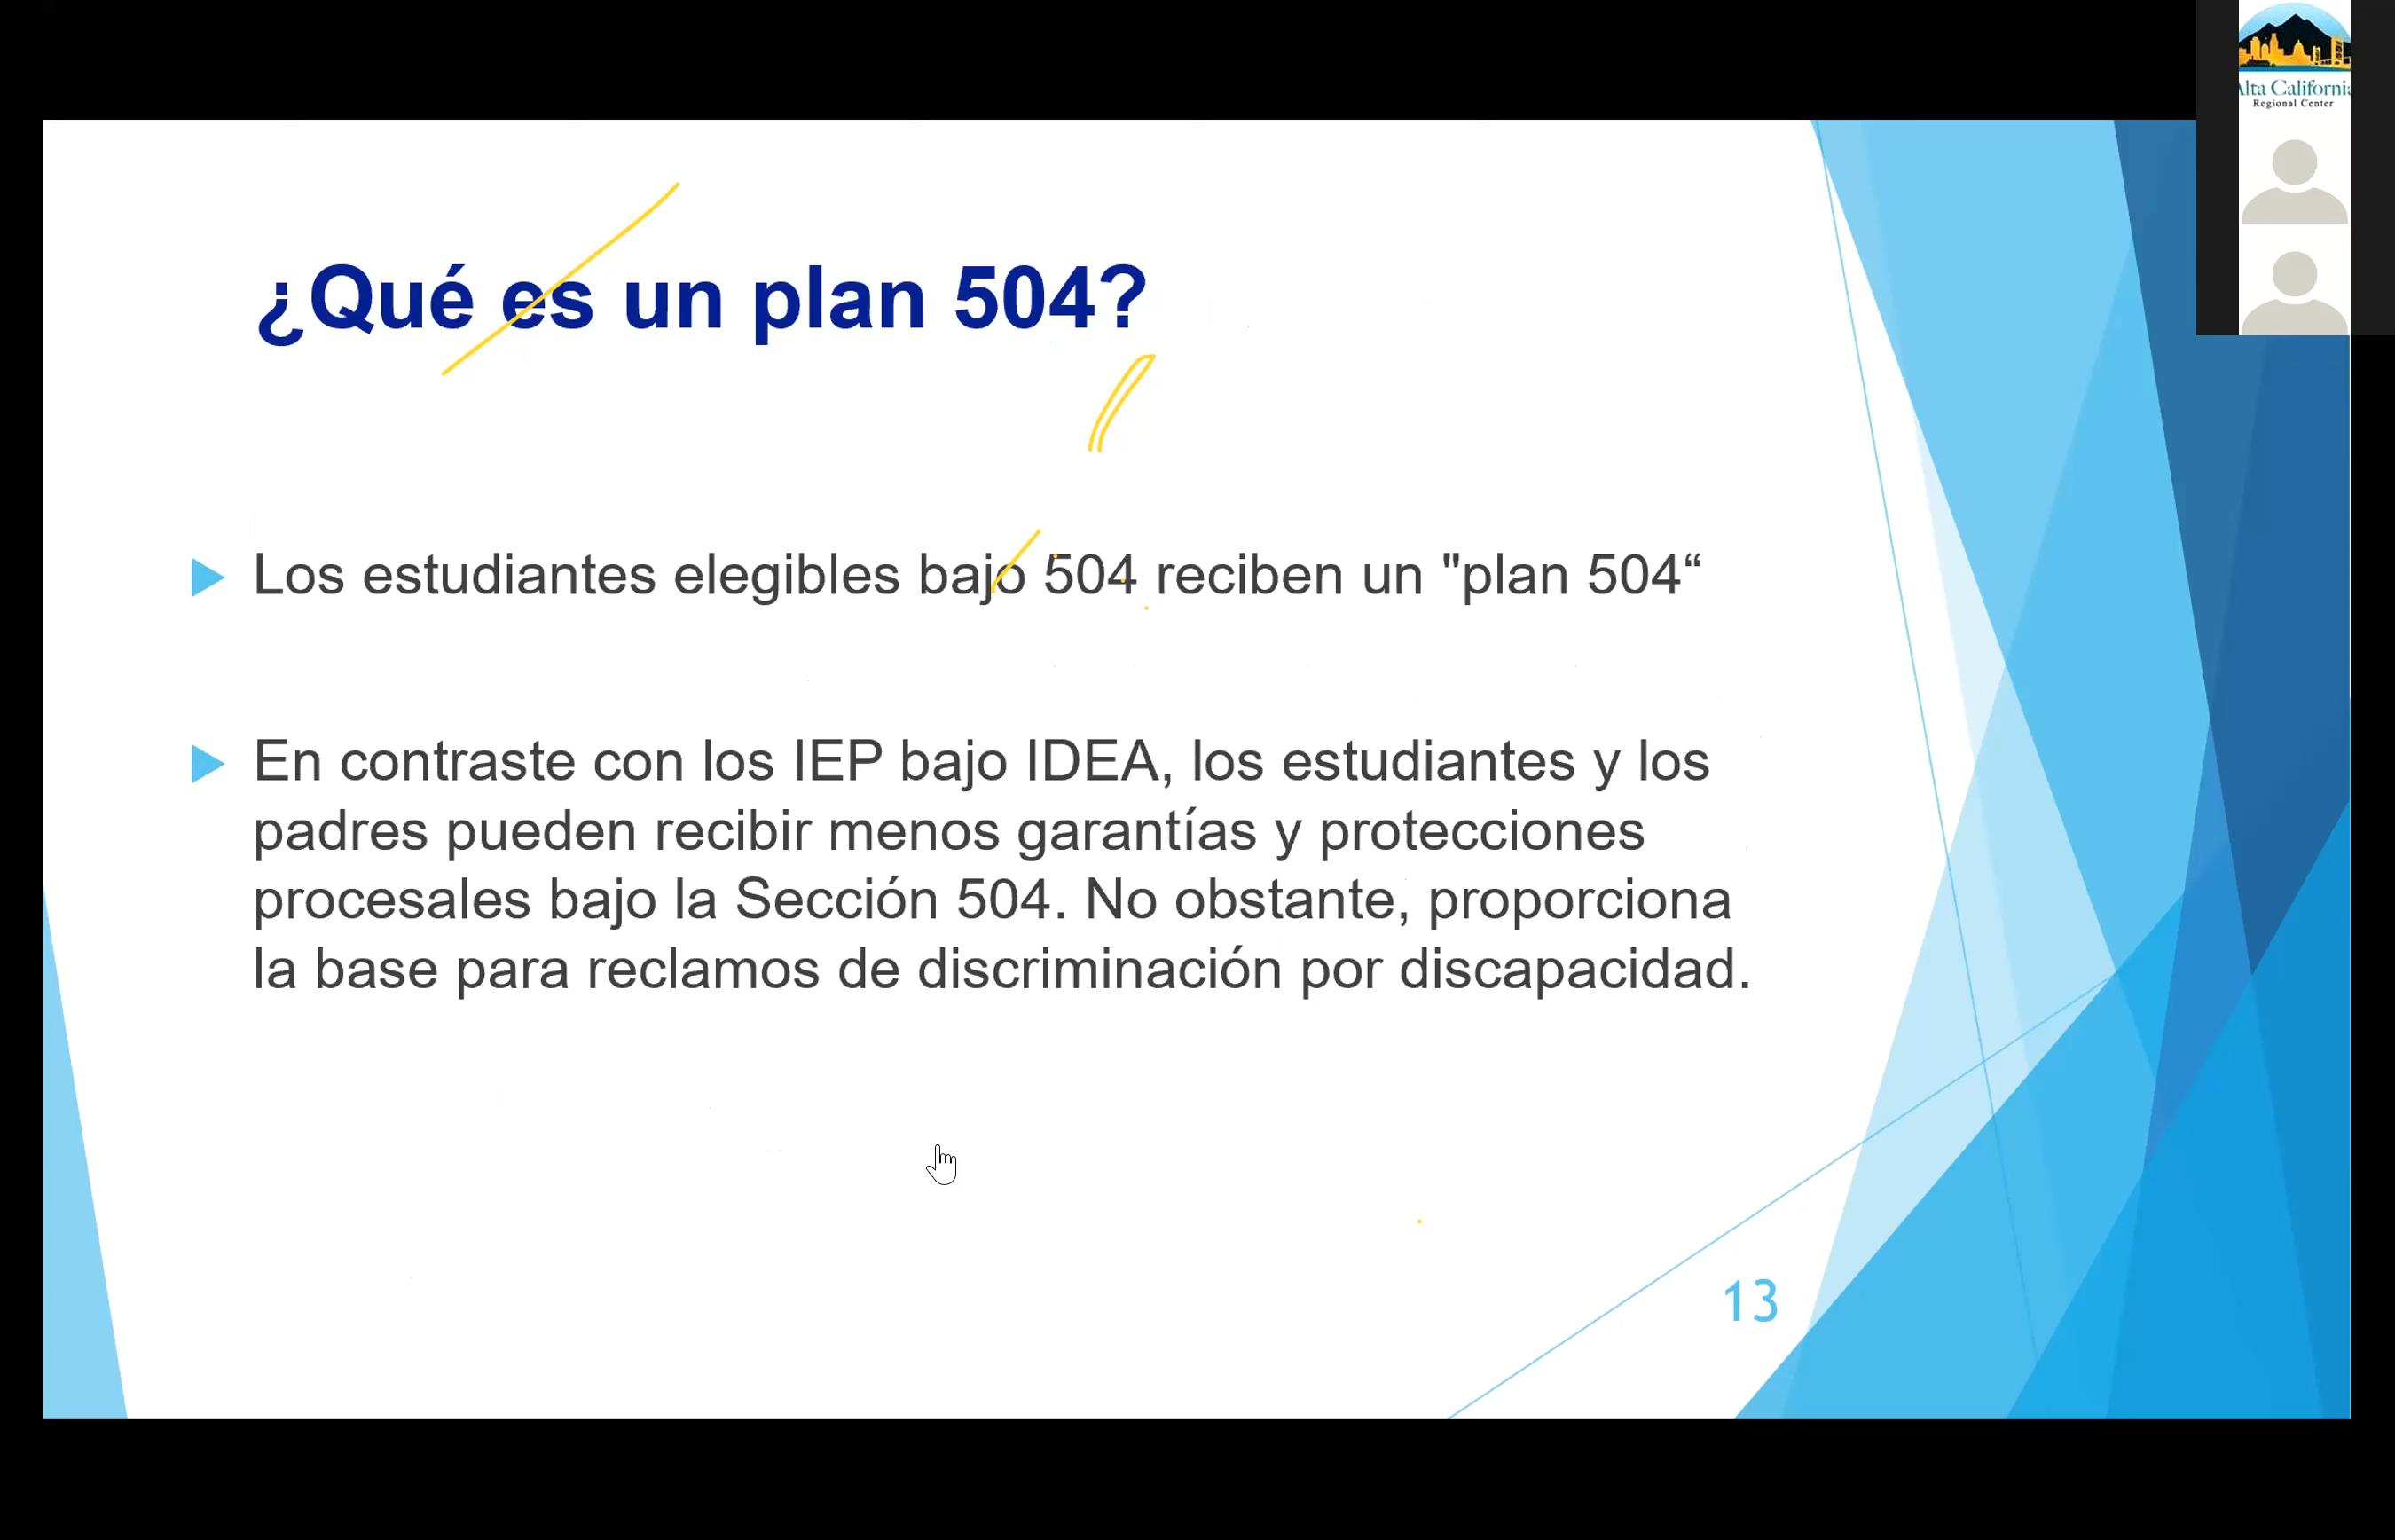 Alta California
Regional Center
¿Qué es un plan 504?
Los estudiantes elegibles bajo 504 reciben un "plan 504“
En contraste con los IEP bajo IDEA, los estudiantes y los
padres pueden recibir menos garantías y protecciones
procesales bajo la Sección 504. No obstante, proporciona
la base para reclamos de discriminación por discapacidad.
13